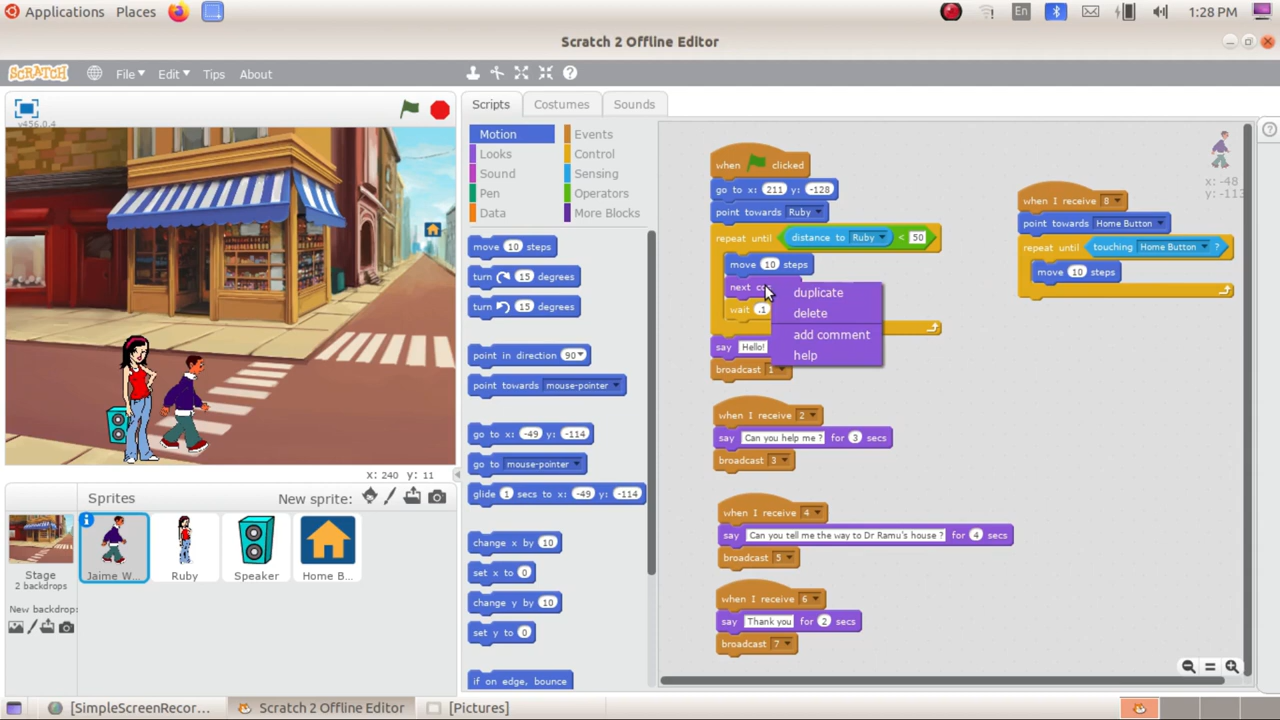 Applications Places En 1:28 PM
Scratch 2 Offline Editor
SCRATCH File Edit Tips About
v456.0.4
x: 240 y: 11
Sprites New sprite:
Stage
2 backdrops
New backdrop:
Jaime W... Ruby Speaker Home B...
Scripts Costumes Sounds
Motion Events
Looks Control
Sound Sensing
Pen Operators
Data More Blocks
move 10 steps
turn 15 degrees
turn 15 degrees
point in direction 90
point towards mouse-pointer
go to x: -49 y: -114
go to mouse-pointer
glide 1 secs to x: -49 y: -114
change x by 10
set x to 0
change y by 10
set y to 0
if on edge, bounce
when clicked
go to x: 211 y: -128
point towards Ruby
repeat until distance to Ruby < 50
move 10 steps
next co
wait .1
say Hello!
broadcast 1
duplicate
delete
add comment
help
when I receive 2
say Can you help me ? for 3 secs
broadcast 3
when I receive 4
say Can you tell me the way to Dr Ramu's house ? for 4 secs
broadcast 5
when I receive 6
say Thank you for 2 secs
broadcast 7
x: -48
y: -113
when I receive 8
point towards Home Button
repeat until touching Home Button ?
move 10 steps
[SimpleScreenRecor... Scratch 2 Offline Editor [Pictures]